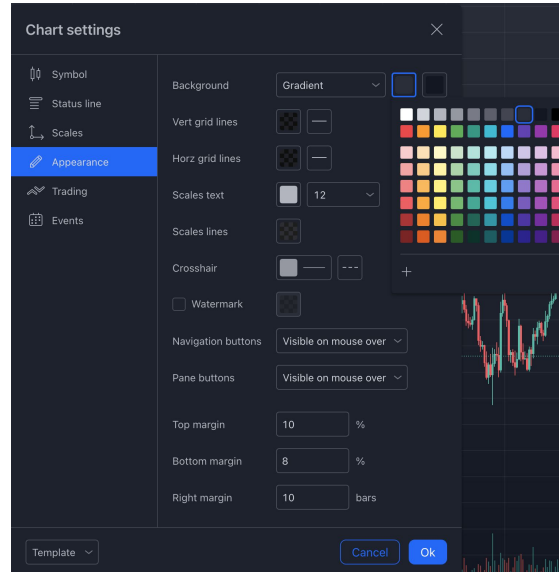 Chart settings
Symbol
Status line
Scales
Appearance
Trading
Events
Background Gradient
Vert grid lines
Horz grid lines
Scales text 12
Scales lines
Crosshair
Watermark
Navigation buttons Visible on mouse over
Pane buttons Visible on mouse over
Top margin 10 %
Bottom margin 8 %
Right margin 10 bars
Template Cancel Ok